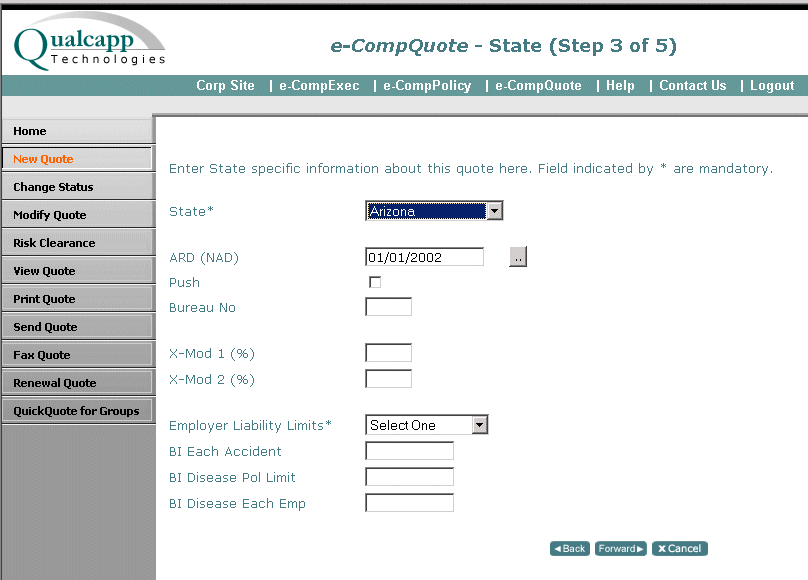 Qualcapp
Technologies
e-CompQuote - State (Step 3 of 5)
Corp Site | e-CompExec | e-CompPolicy | e-CompQuote | Help | Contact Us | Logout
Home
New Quote
Change Status
Modify Quote
Risk Clearance
View Quote
Print Quote
Send Quote
Fax Quote
Renewal Quote
QuickQuote for Groups
Enter State specific information about this quote here. Field indicated by * are mandatory.
State* Arizona
ARD (NAD) 01/01/2002 ..
Push
Bureau No
X-Mod 1 (%)
X-Mod 2 (%)
Employer Liability Limits* Select One
BI Each Accident
BI Disease Pol Limit
BI Disease Each Emp
Back Forward X Cancel